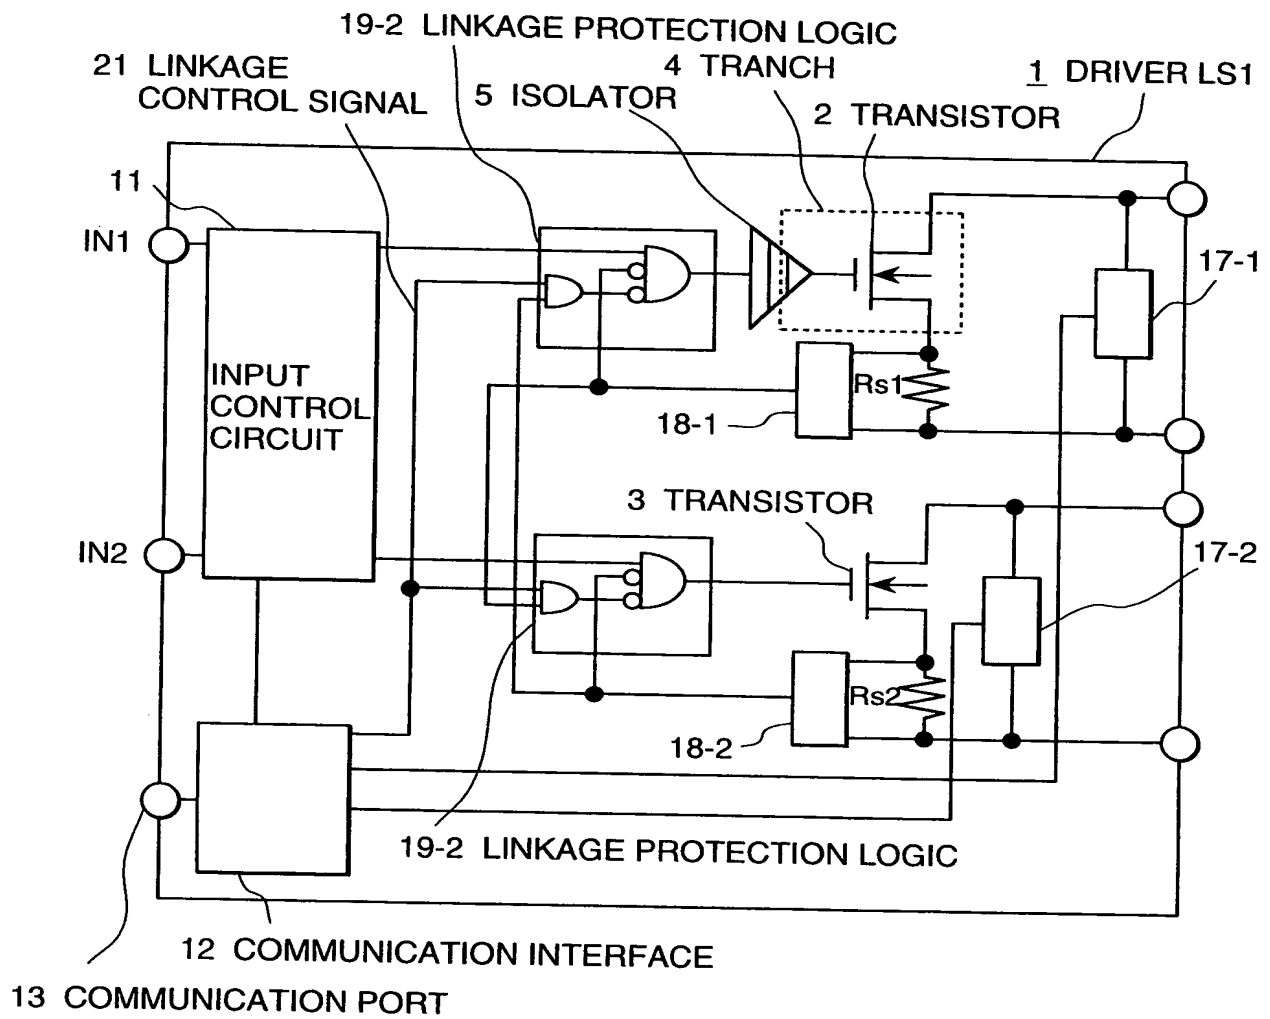 19-2 LINKAGE PROTECTION LOGIC
21 LINKAGE
CONTROL SIGNAL
4 TRANCH
1 DRIVER LS1
5 ISOLATOR
2 TRANSISTOR
11
IN1
17-1
INPUT
CONTROL
CIRCUIT
Rs1
18-1
3 TRANSISTOR
IN2
17-2
Rs2
18-2
19-2 LINKAGE PROTECTION LOGIC
12 COMMUNICATION INTERFACE
13 COMMUNICATION PORT